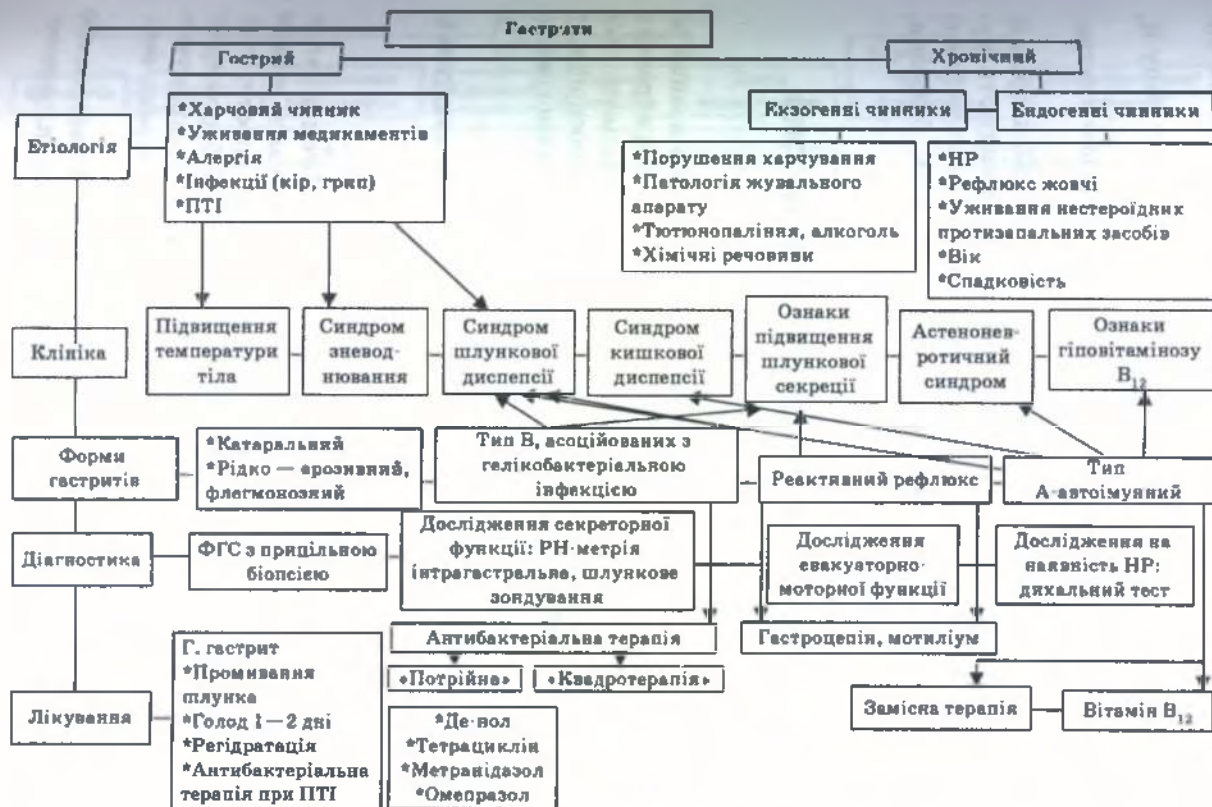 Гастрити
Гострий
Хронічний
*Харчовий чинник
*Уживання медикаментів
*Алергія
*Інфекції (кір, грип)
*ПТІ
Екзогенні чинники
Ендогенні чинники
Етіологія
*Порушення харчування
*Патологія жувального
апарату
*Тютюнопаління, алкоголь
*Хімічні речовини
*НР
*Рефлюкс жовчі
*Уживання нестероїдних
протизапальних засобів
*Вік
*Спадковість
Клініка
Підвищення
температури
тіла
Синдром
зневод-
нювання
Синдром
шлункової
диспепсії
Синдром
кишкової
диспепсії
Ознаки
підвищення
шлункової
секреції
Астенонев-
ротичний
синдром
Ознаки
гіповітамінозу
В12
Форми
гастритів
*Катаральний
*Рідко — ерозивний,
флегмонозний
Тип В, асоційованих з
гелікобактеріальною
інфекцією
Реактивний рефлюкс
Тип
А-автоімунний
Діагностика
ФГС з прицільною
біопсією
Дослідження секреторної
функції: РН-метрія
інтрагастральна, шлункове
зондування
Дослідження
евакуаторно-
моторної функції
Дослідження на
наявність НР:
дихальний тест
Антибактеріальна терапія
Гастроцепін, мотиліум
«Потрійна»
«Квадротерапія»
Лікування
Г. гастрит
*Промивання
шлунка
*Голод 1—2 дні
*Регідратація
*Антибактеріальна
терапія при ПТІ
*Де-нол
*Тетрациклін
*Метранідазол
*Омепразол
Замісна терапія
Вітамін В12